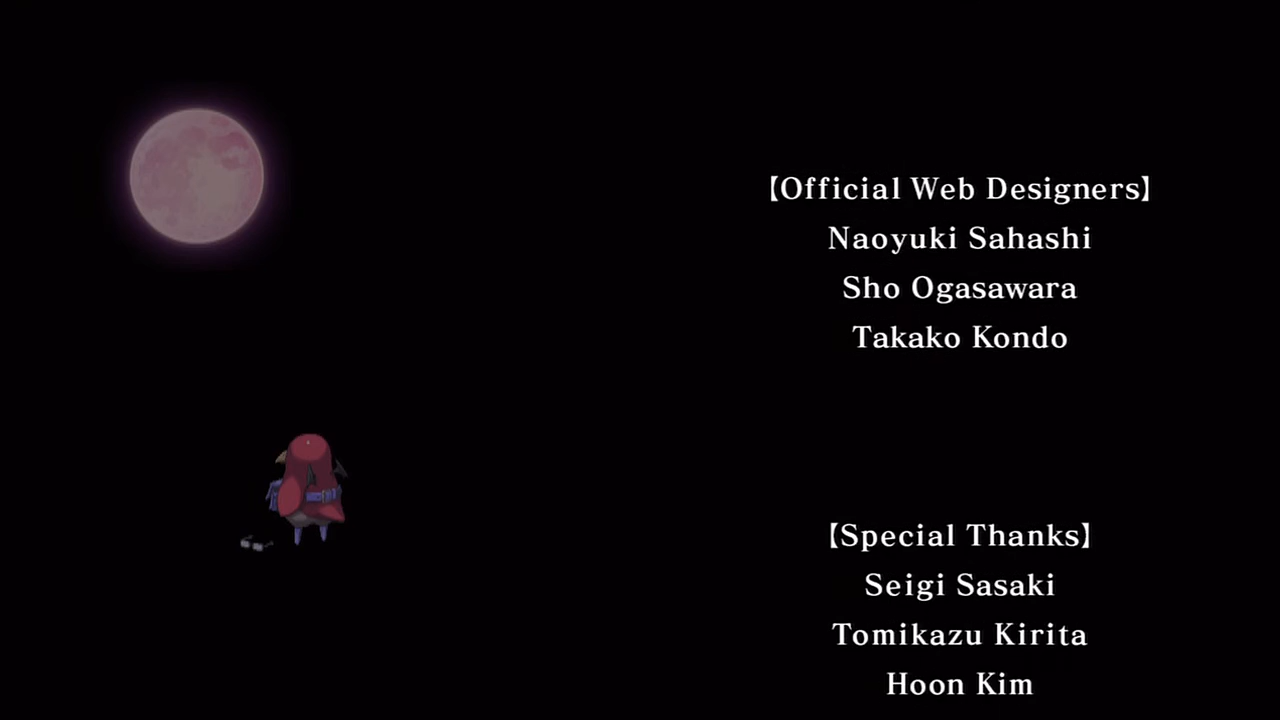 【Official Web Designers】
Naoyuki Sahashi
Sho Ogasawara
Takako Kondo
【Special Thanks】
Seigi Sasaki
Tomikazu Kirita
Hoon Kim